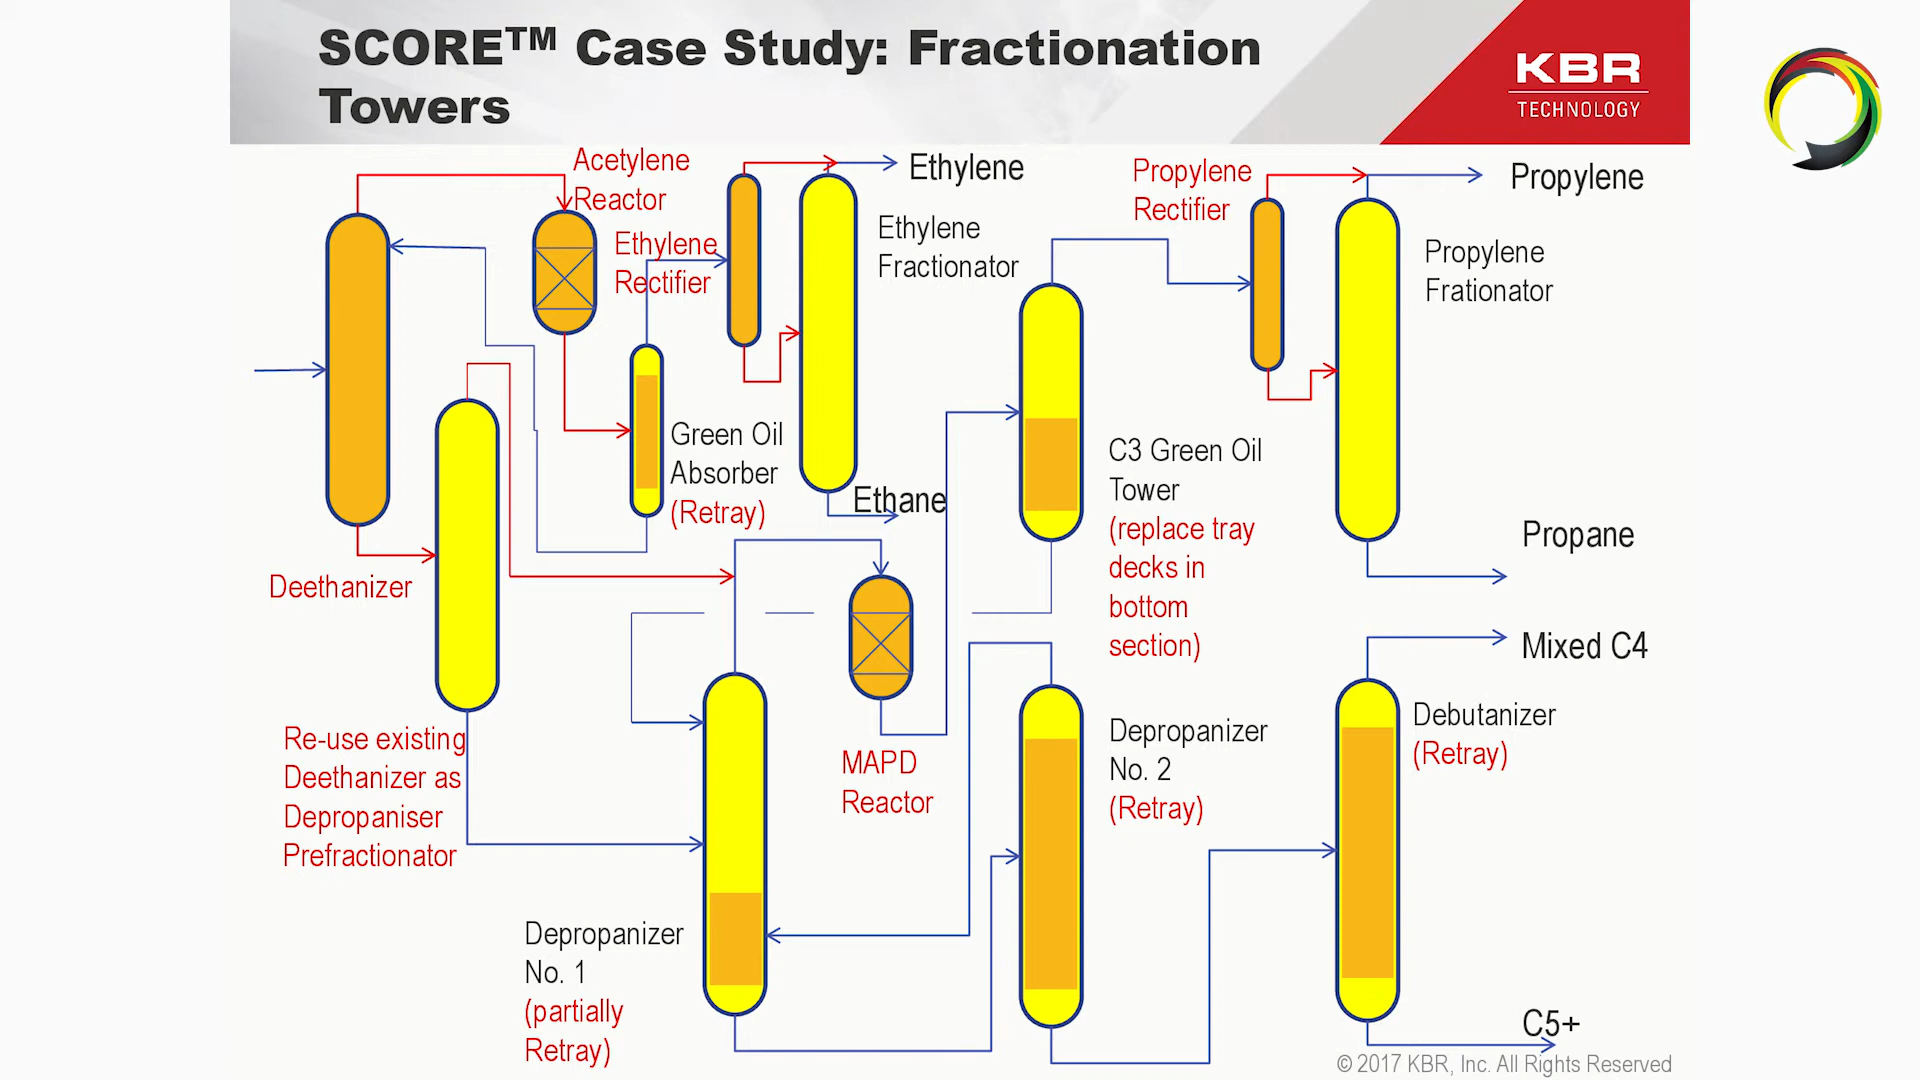 SCORE™ Case Study: Fractionation
Towers
KBR
TECHNOLOGY
Acetylene
Reactor
Ethylene
Rectifier
Ethylene
Ethylene
Fractionator
Propylene
Rectifier
Propylene
Propylene
Frationator
Green Oil
Absorber
(Retray)
Ethane
C3 Green Oil
Tower
(replace tray
decks in
bottom
section)
Propane
Deethanizer
Mixed C4
Re-use existing
Deethanizer as
Depropaniser
Prefractionator
MAPD
Reactor
Depropanizer
No. 2
(Retray)
Debutanizer
(Retray)
Depropanizer
No. 1
(partially
Retray)
C5+
© 2017 KBR, Inc. All Rights Reserved